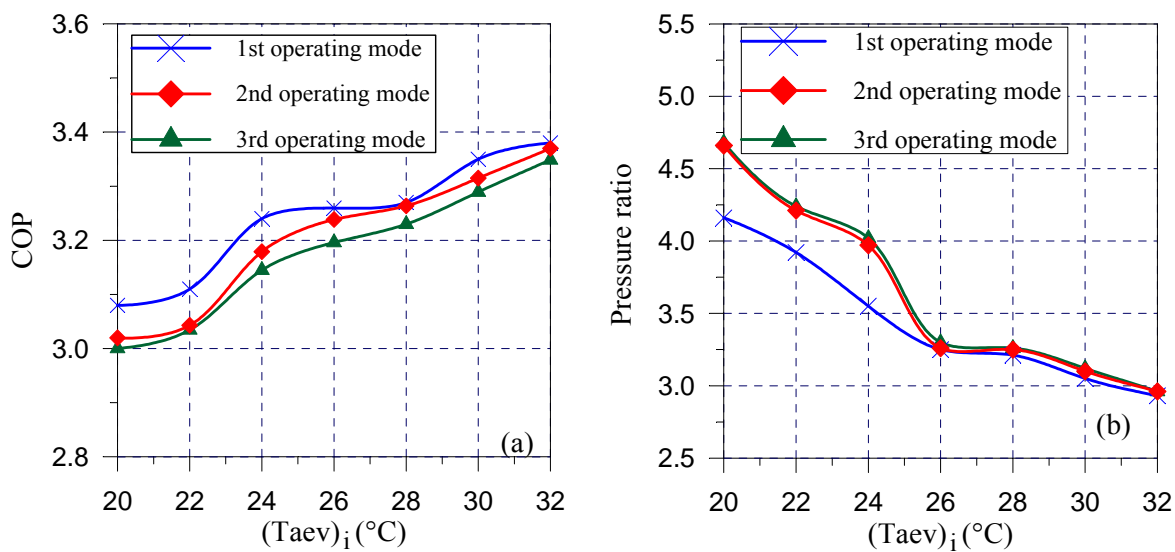 3.6
3.4
3.2
3.0
2.8
COP
1st operating mode
2nd operating mode
3rd operating mode
(a)
20 22 24 26 28 30 32
(Taev)i (°C)
5.5
5.0
4.5
4.0
3.5
3.0
2.5
Pressure ratio
1st operating mode
2nd operating mode
3rd operating mode
(b)
20 22 24 26 28 30 32
(Taev)i (°C)